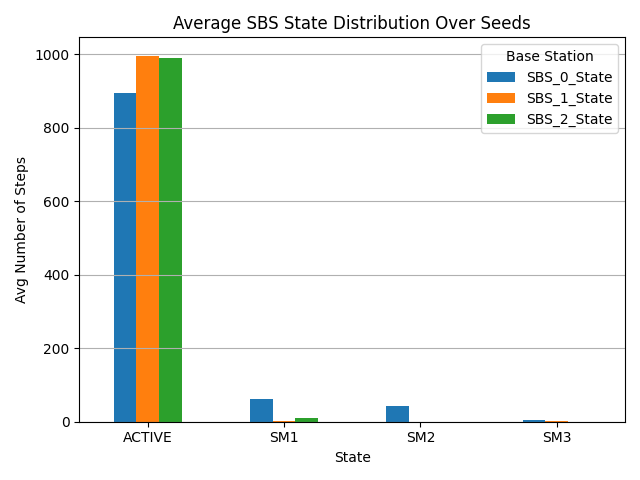 Average SBS State Distribution Over Seeds
Base Station
SBS_0_State
SBS_1_State
SBS_2_State
Avg Number of Steps
1000
800
600
400
200
0
ACTIVE SM1 SM2 SM3
State